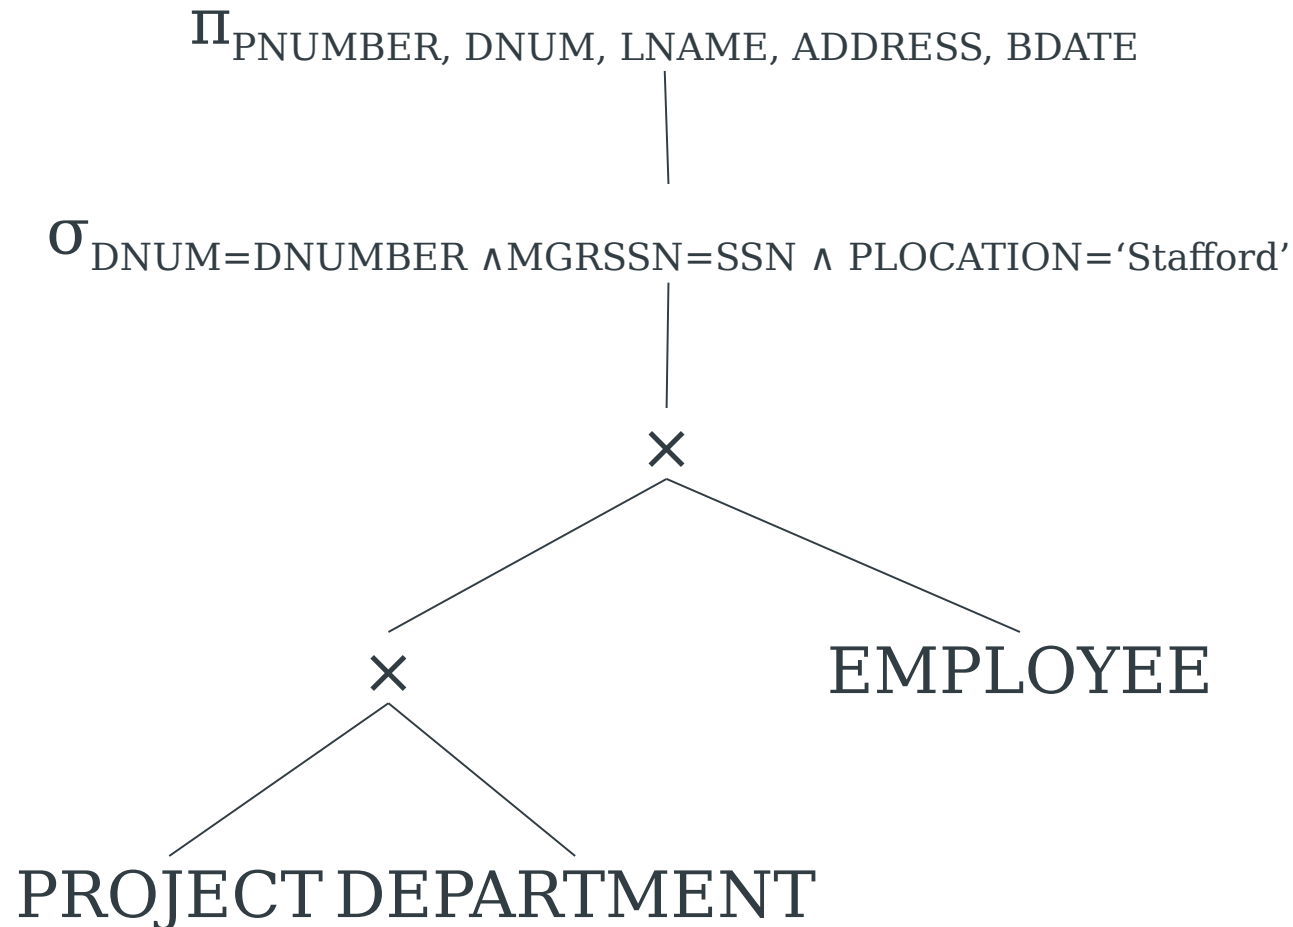 πPNUMBER, DNUM, LNAME, ADDRESS, BDATE
σDNUM=DNUMBER ∧MGRSSN=SSN ∧ PLOCATION=‘Stafford’
×
×
EMPLOYEE
PROJECT DEPARTMENT